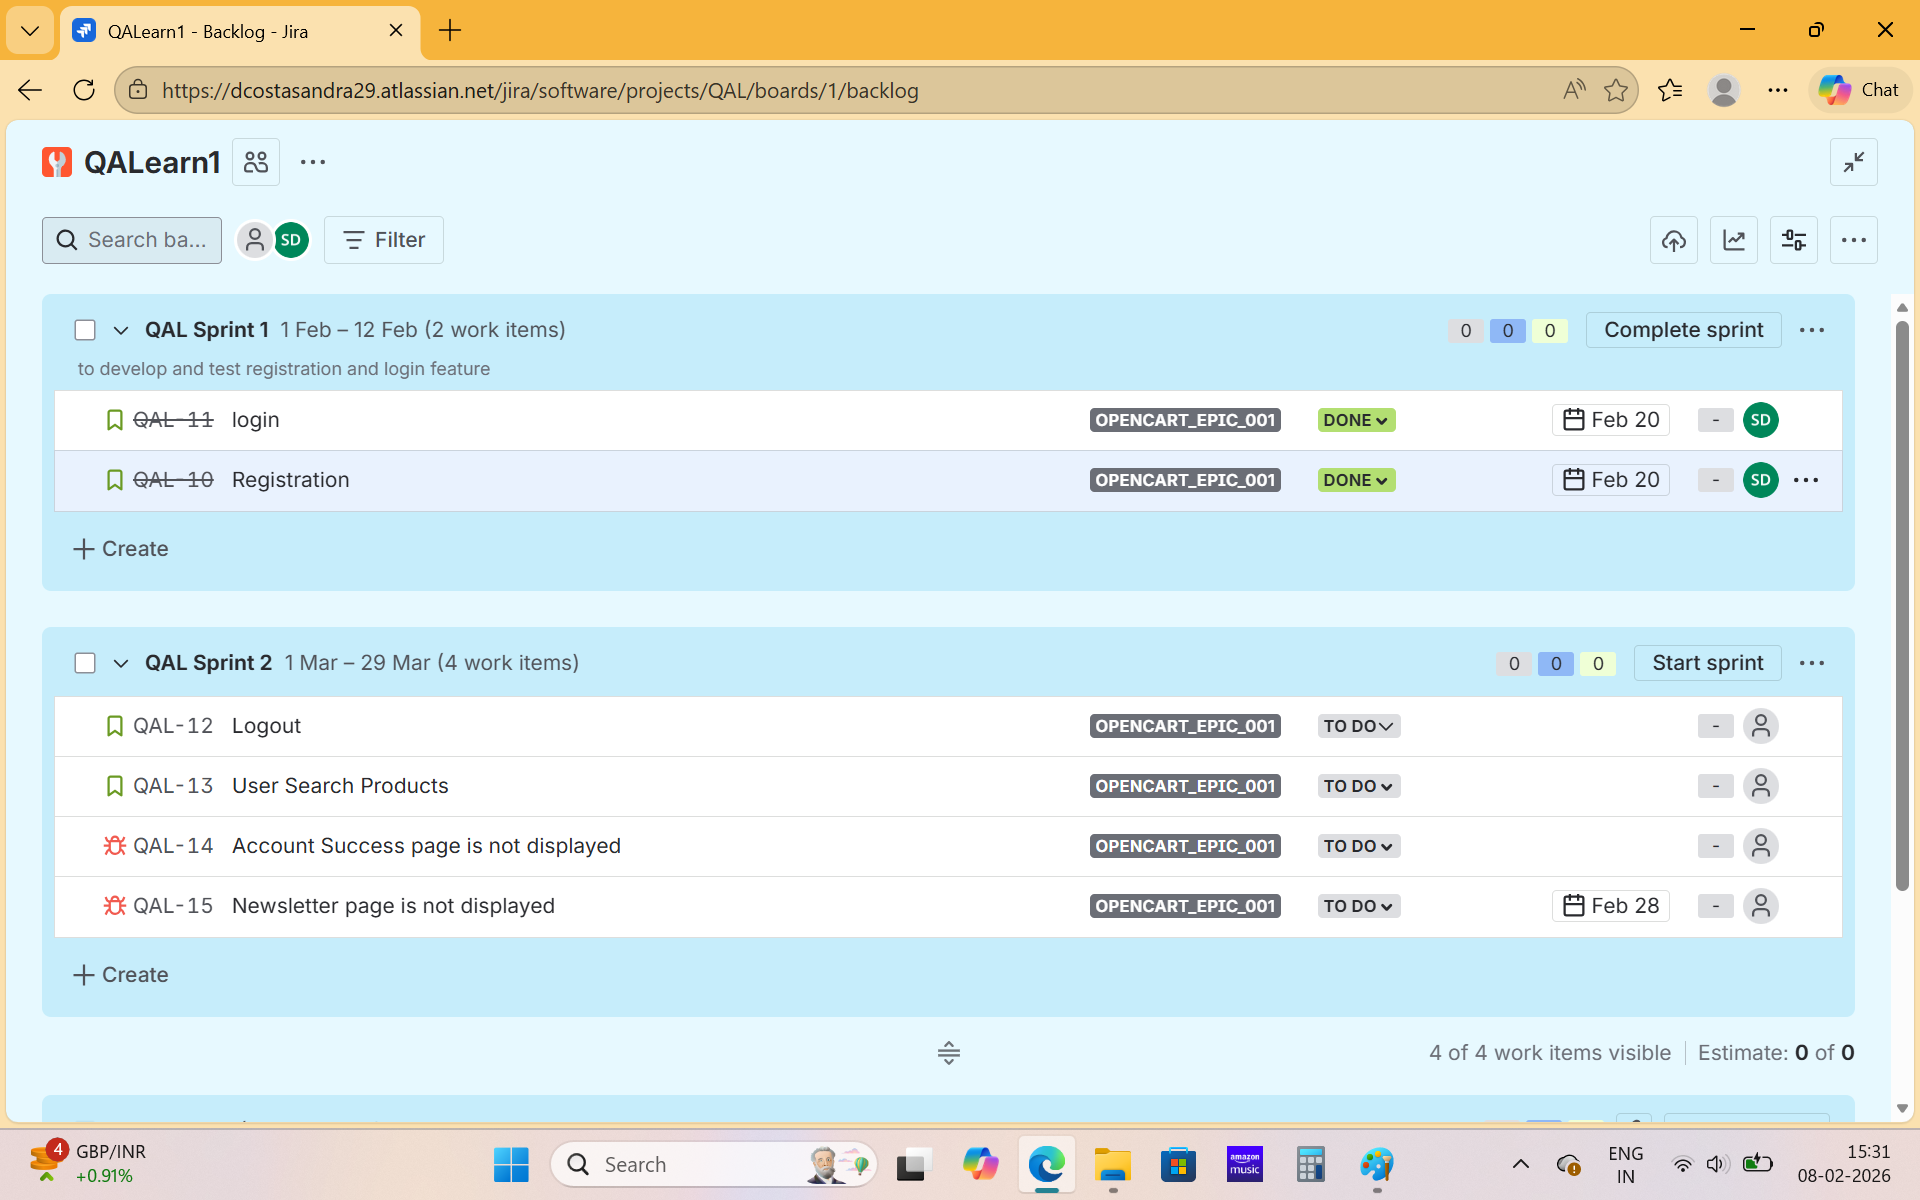 QALearn1 - Backlog - Jira
https://dcostasandra29.atlassian.net/jira/software/projects/QAL/boards/1/backlog
Chat
QALearn1
Search ba...
SD
Filter
QAL Sprint 1 1 Feb – 12 Feb (2 work items)
0 0 0 Complete sprint
to develop and test registration and login feature
QAL-11 login OPENCART_EPIC_001 DONE Feb 20 - SD
QAL-10 Registration OPENCART_EPIC_001 DONE Feb 20 - SD
+ Create
QAL Sprint 2 1 Mar – 29 Mar (4 work items)
0 0 0 Start sprint
QAL-12 Logout OPENCART_EPIC_001 TO DO -
QAL-13 User Search Products OPENCART_EPIC_001 TO DO -
QAL-14 Account Success page is not displayed OPENCART_EPIC_001 TO DO -
QAL-15 Newsletter page is not displayed OPENCART_EPIC_001 TO DO Feb 28 -
+ Create
4 of 4 work items visible Estimate: 0 of 0
4
GBP/INR
+0.91%
Search
amazon
music
ENG
IN
15:31
08-02-2026